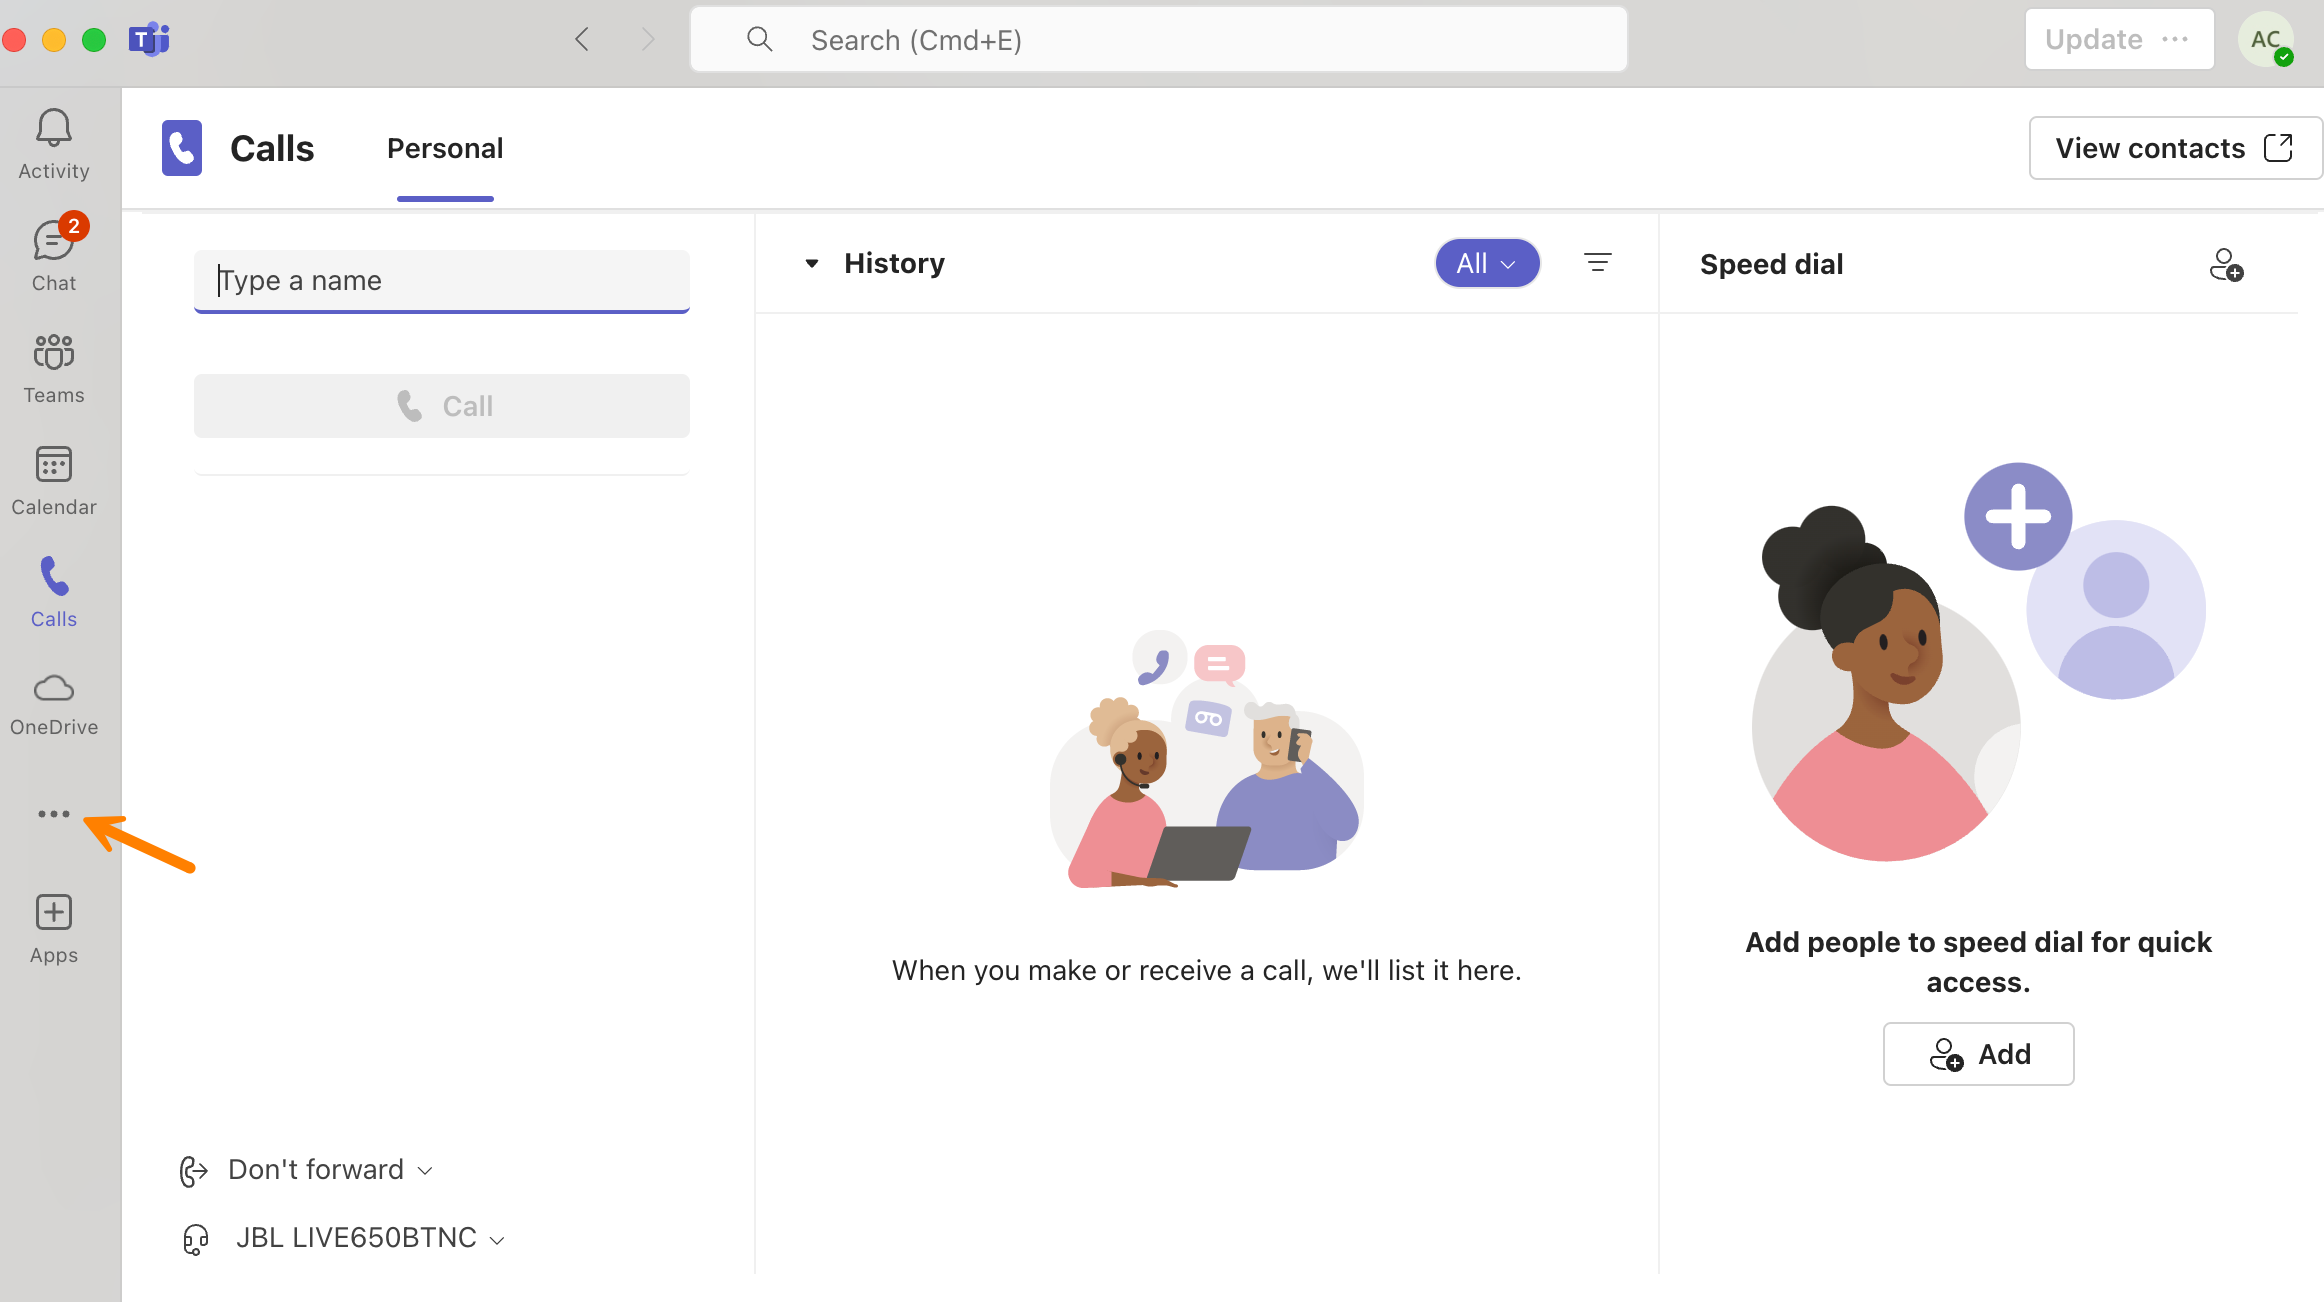 T
Search (Cmd+E)
Update
AC
Activity
2
Chat
Teams
Calendar
Calls
OneDrive
Apps
Calls
Personal
View contacts
Type a name
Call
Don't forward
JBL LIVE650BTNC
History
All
When you make or receive a call, we'll list it here.
Speed dial
Add people to speed dial for quick
access.
Add